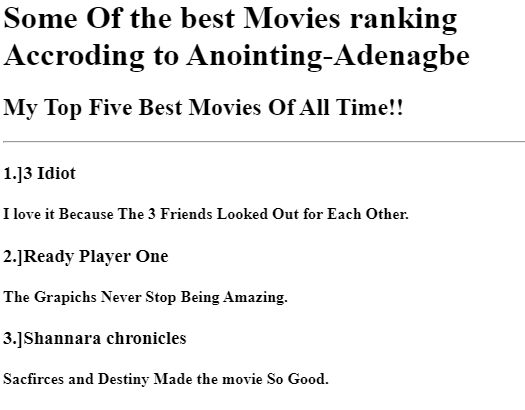 Some Of the best Movies ranking
Accroding to Anointing-Adenagbe
My Top Five Best Movies Of All Time!!
1.]3 Idiot
I love it Because The 3 Friends Looked Out for Each Other.
2.]Ready Player One
The Grapichs Never Stop Being Amazing.
3.]Shannara chronicles
Sacfirces and Destiny Made the movie So Good.